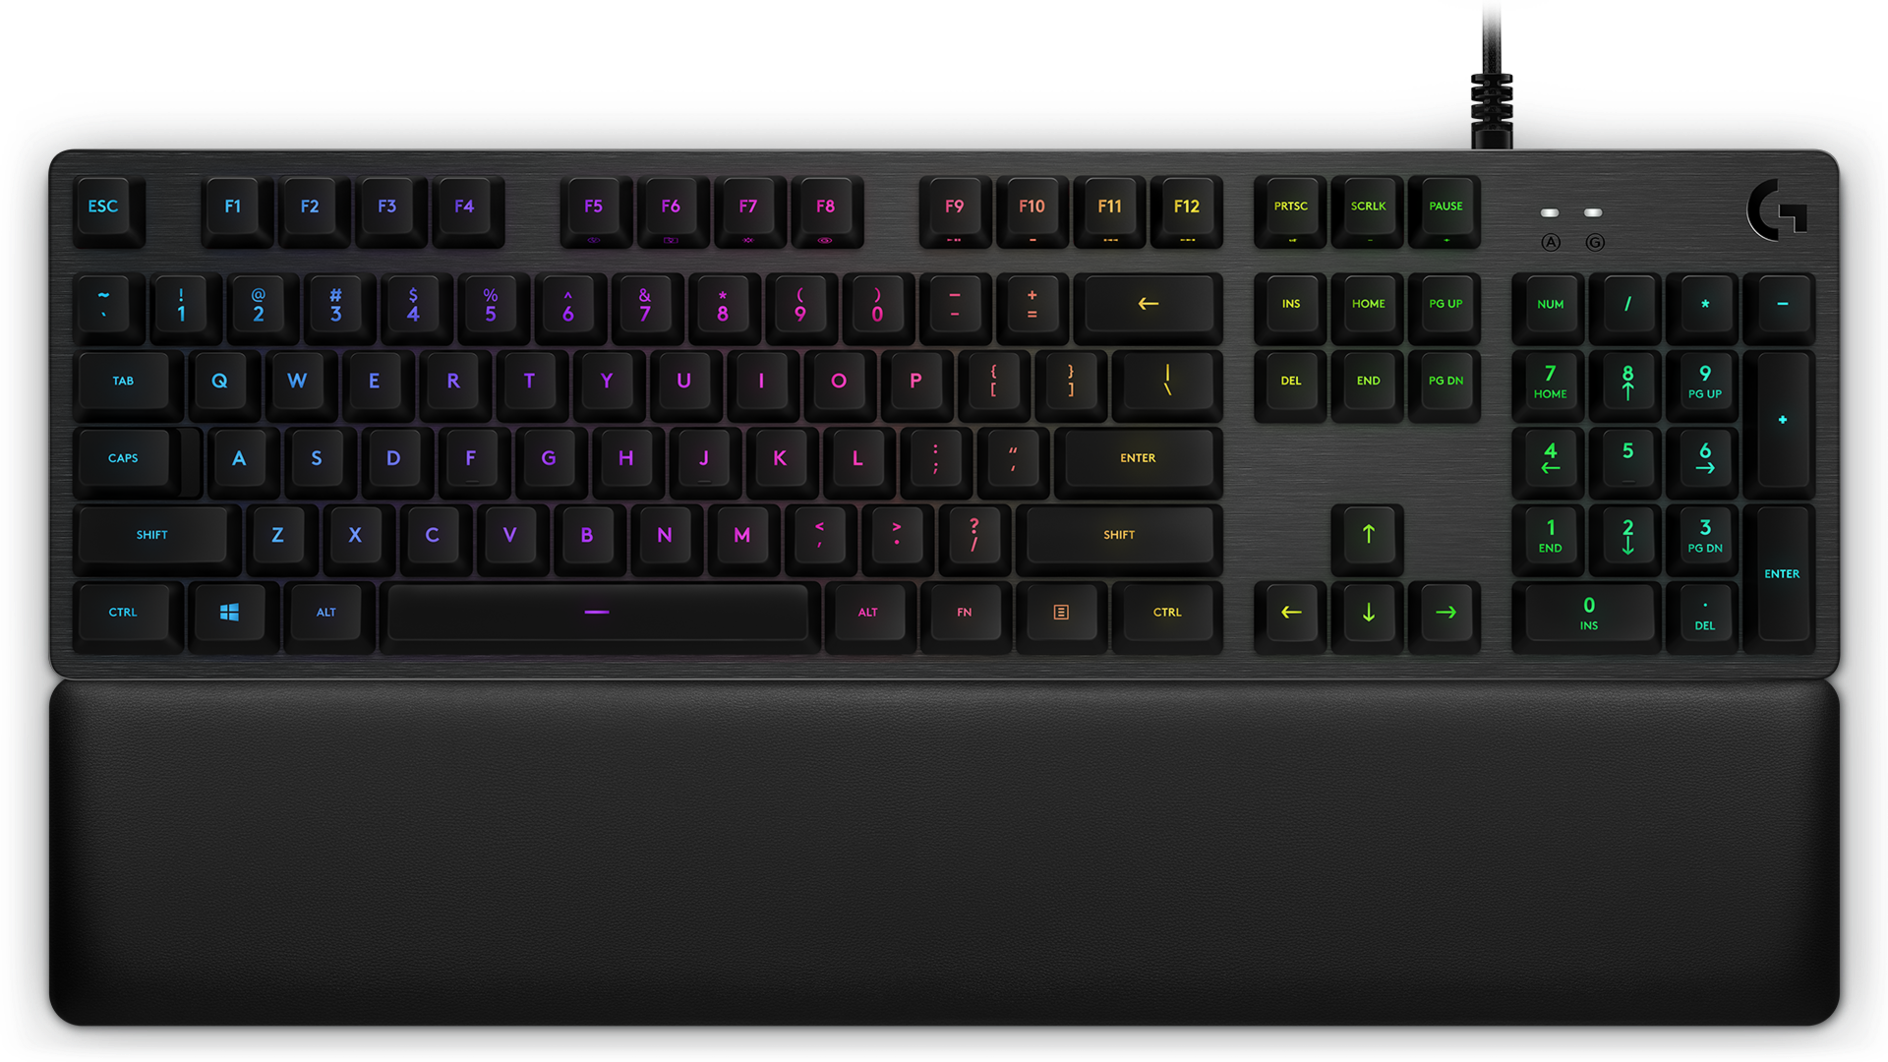 ESC F1 F2 F3 F4 F5 F6 F7 F8 F9 F10 F11 F12 PRTSC SCRLK PAUSE
A G
~ ! @ # $ % ^ & * ( ) — +
` 1 2 3 4 5 6 7 8 9 0 - = ← INS HOME PG UP NUM / * −
TAB Q W E R T Y U I O P { [ } ] | \ DEL END PG DN 7 HOME 8 ↑ 9 PG UP +
CAPS A S D F G H J K L : ; “ ‚ ENTER 4 ← 5 6 →
SHIFT Z X C V B N M < , > . ? / SHIFT ↑ 1 END 2 ↓ 3 PG DN ENTER
CTRL ALT — ALT FN CTRL ← ↓ → 0 INS . DEL